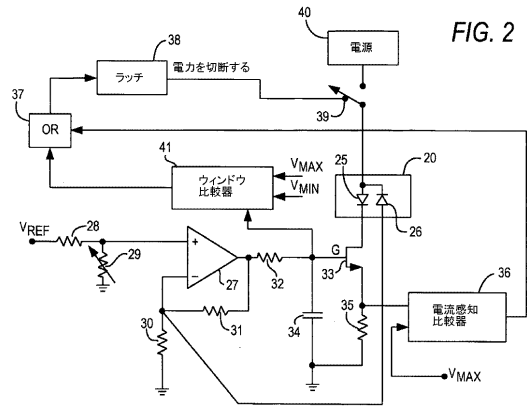 FIG. 2
40
電源
38
ラッチ
電力を切断する
39
37
OR
41
ウィンドウ
比較器
VMAX
VMIN
25
20
26
VREF
28
29
+
−
27
32
G
33
30
31
34
35
36
電流感知
比較器
VMAX